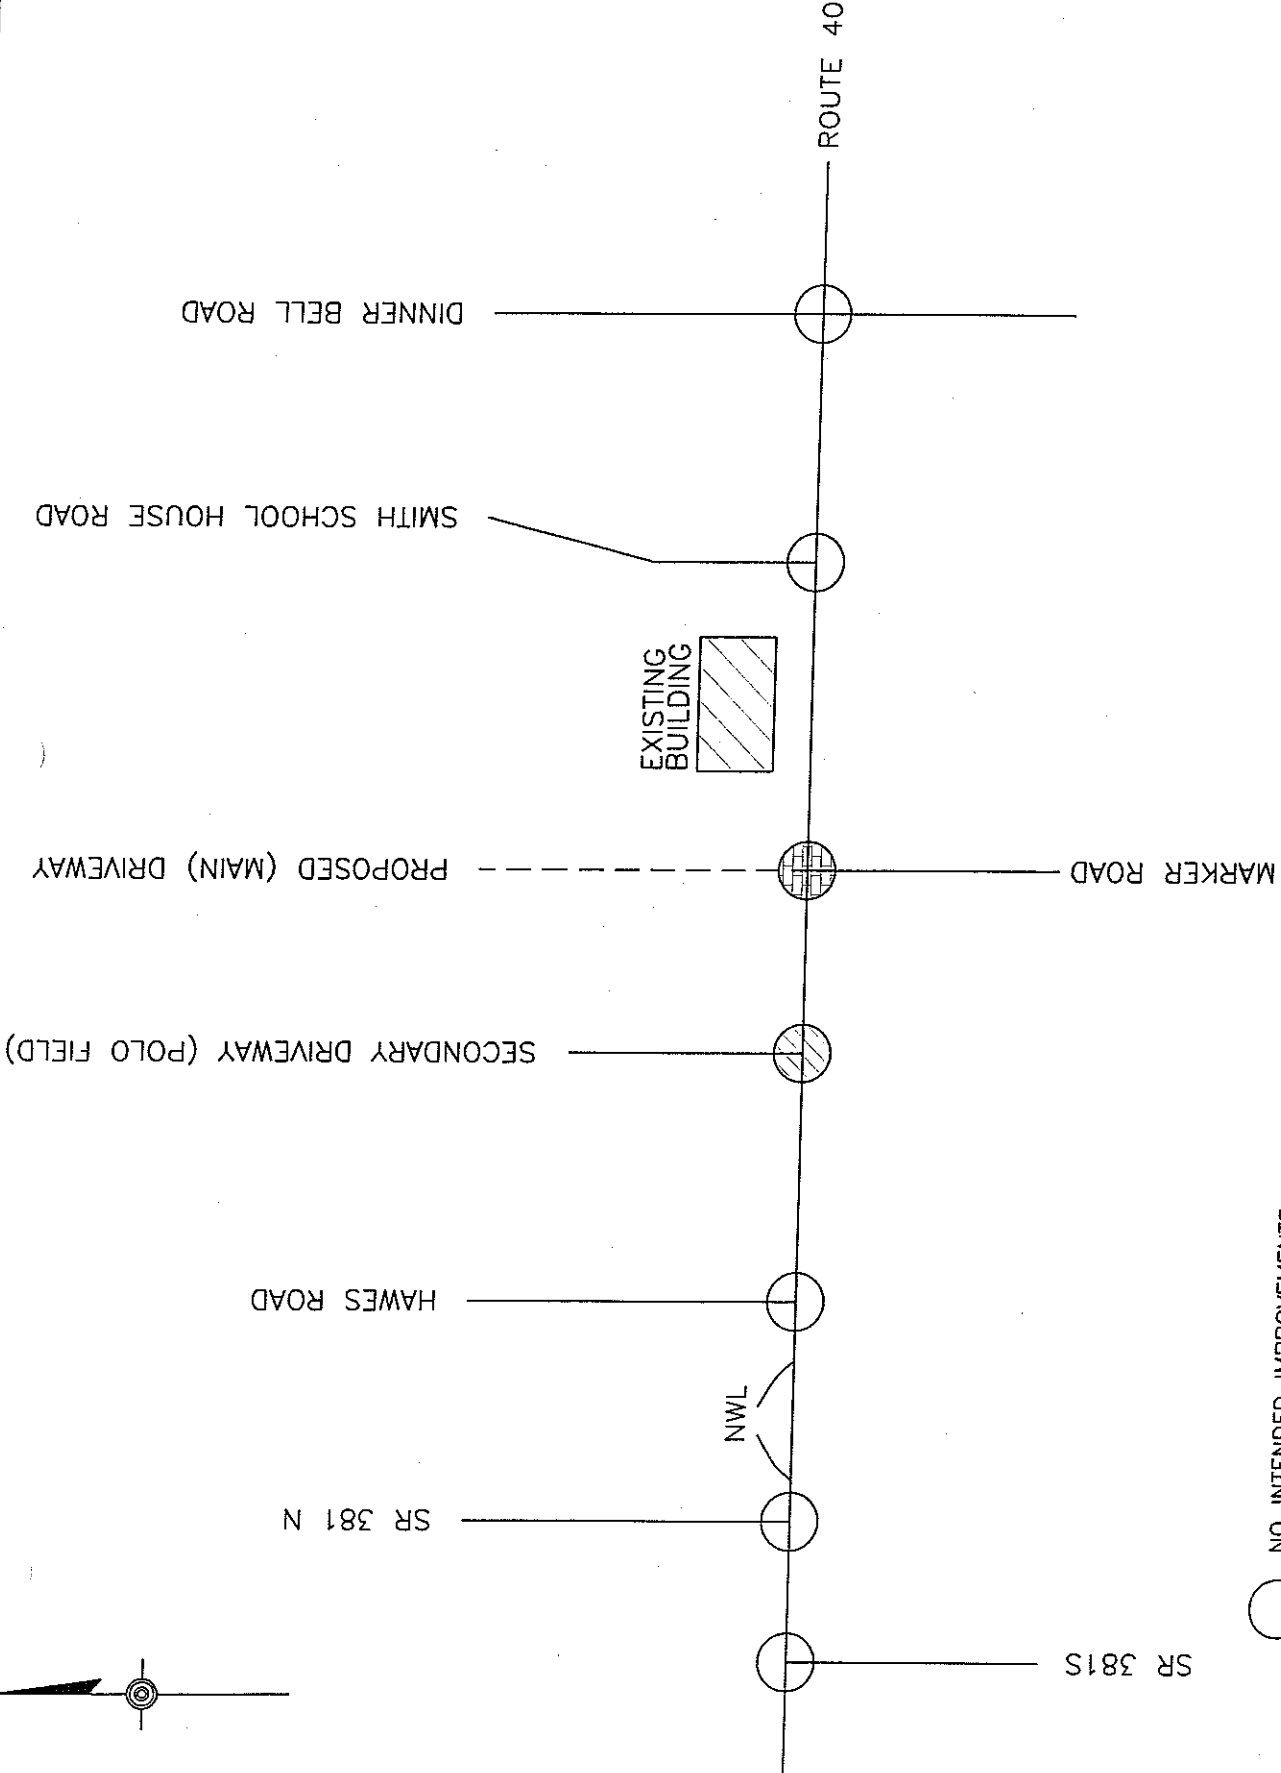 ROUTE 40
DINNER BELL ROAD
SMITH SCHOOL HOUSE ROAD
EXISTING
BUILDING
PROPOSED (MAIN) DRIVEWAY
MARKER ROAD
SECONDARY DRIVEWAY (POLO FIELD)
HAWES ROAD
NWL
SR 381 N
SR 381S
NO INTENDED IMPROVEMENTS